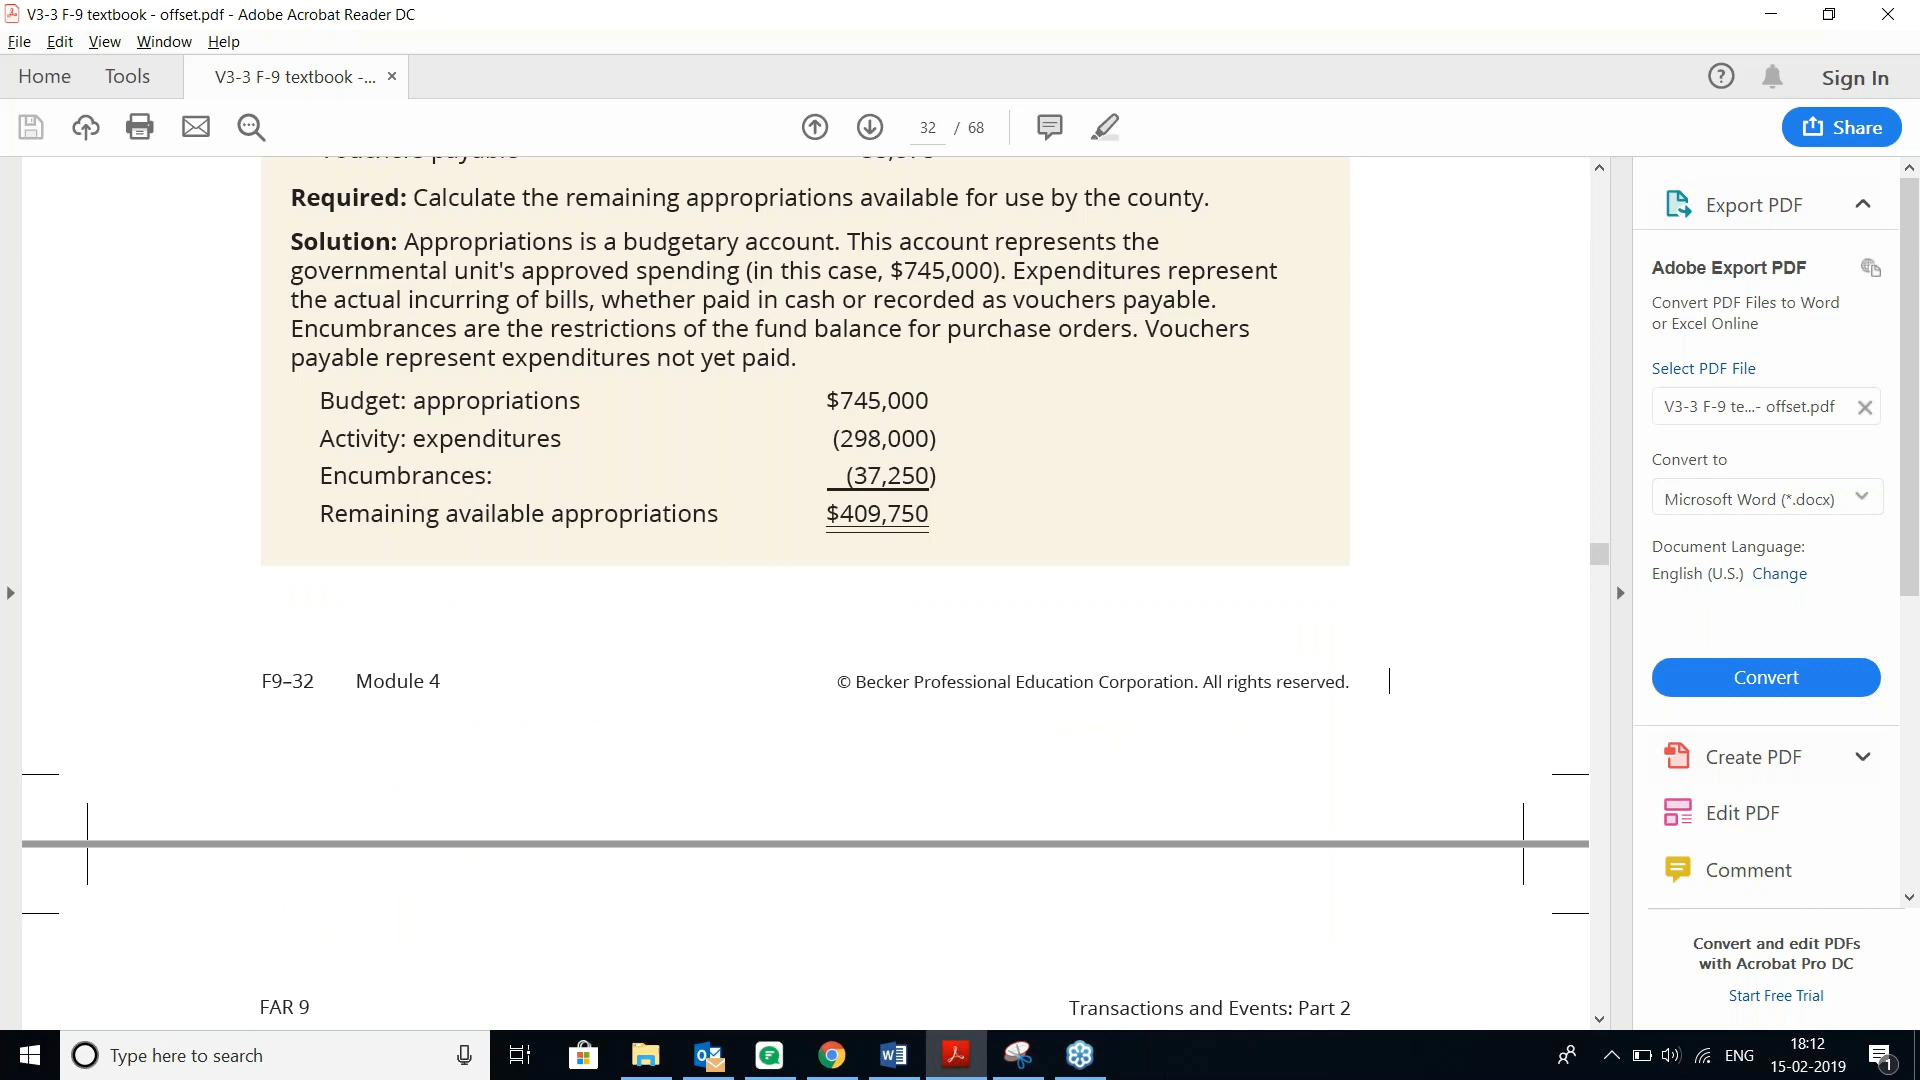 V3-3 F-9 textbook - offset.pdf - Adobe Acrobat Reader DC
File Edit View Window Help
Home Tools V3-3 F-9 textbook -... × Sign In
32 / 68 Share
Required: Calculate the remaining appropriations available for use by the county.
Solution: Appropriations is a budgetary account. This account represents the
governmental unit's approved spending (in this case, $745,000). Expenditures represent
the actual incurring of bills, whether paid in cash or recorded as vouchers payable.
Encumbrances are the restrictions of the fund balance for purchase orders. Vouchers
payable represent expenditures not yet paid.
Budget: appropriations $745,000
Activity: expenditures (298,000)
Encumbrances: (37,250)
Remaining available appropriations $409,750
F9–32 Module 4 © Becker Professional Education Corporation. All rights reserved.
FAR 9 Transactions and Events: Part 2
Export PDF
Adobe Export PDF
Convert PDF Files to Word
or Excel Online
Select PDF File
V3-3 F-9 te...- offset.pdf
Convert to
Microsoft Word (*.docx)
Document Language:
English (U.S.) Change
Convert
Create PDF
Edit PDF
Comment
Convert and edit PDFs
with Acrobat Pro DC
Start Free Trial
Type here to search
ENG
18:12
15-02-2019
1